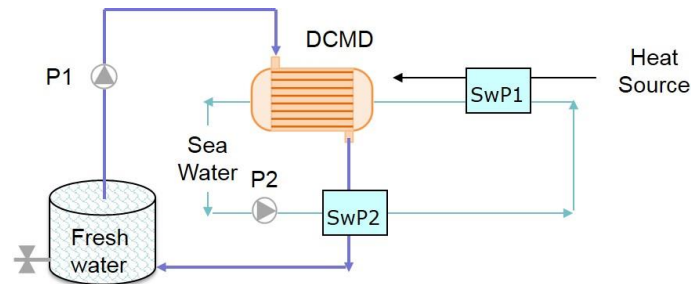 DCMD
P1
Heat
Source
SwP1
Sea
Water
P2
SwP2
Fresh
water